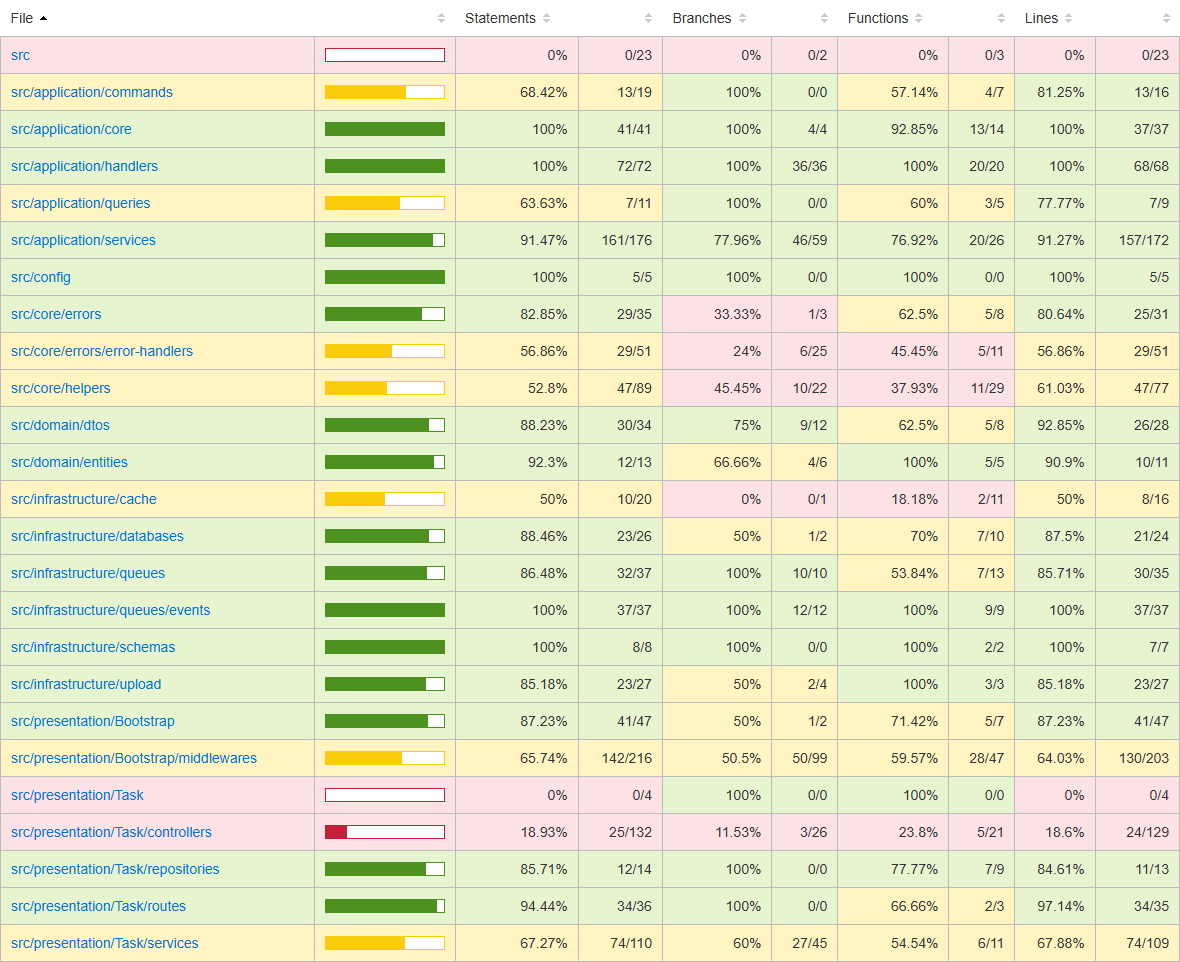 File Statements Branches Functions Lines
src 0% 0/23 0% 0/2 0% 0/3 0% 0/23
src/application/commands 68.42% 13/19 100% 0/0 57.14% 4/7 81.25% 13/16
src/application/core 100% 41/41 100% 4/4 92.85% 13/14 100% 37/37
src/application/handlers 100% 72/72 100% 36/36 100% 20/20 100% 68/68
src/application/queries 63.63% 7/11 100% 0/0 60% 3/5 77.77% 7/9
src/application/services 91.47% 161/176 77.96% 46/59 76.92% 20/26 91.27% 157/172
src/config 100% 5/5 100% 0/0 100% 0/0 100% 5/5
src/core/errors 82.85% 29/35 33.33% 1/3 62.5% 5/8 80.64% 25/31
src/core/errors/error-handlers 56.86% 29/51 24% 6/25 45.45% 5/11 56.86% 29/51
src/core/helpers 52.8% 47/89 45.45% 10/22 37.93% 11/29 61.03% 47/77
src/domain/dtos 88.23% 30/34 75% 9/12 62.5% 5/8 92.85% 26/28
src/domain/entities 92.3% 12/13 66.66% 4/6 100% 5/5 90.9% 10/11
src/infrastructure/cache 50% 10/20 0% 0/1 18.18% 2/11 50% 8/16
src/infrastructure/databases 88.46% 23/26 50% 1/2 70% 7/10 87.5% 21/24
src/infrastructure/queues 86.48% 32/37 100% 10/10 53.84% 7/13 85.71% 30/35
src/infrastructure/queues/events 100% 37/37 100% 12/12 100% 9/9 100% 37/37
src/infrastructure/schemas 100% 8/8 100% 0/0 100% 2/2 100% 7/7
src/infrastructure/upload 85.18% 23/27 50% 2/4 100% 3/3 85.18% 23/27
src/presentation/Bootstrap 87.23% 41/47 50% 1/2 71.42% 5/7 87.23% 41/47
src/presentation/Bootstrap/middlewares 65.74% 142/216 50.5% 50/99 59.57% 28/47 64.03% 130/203
src/presentation/Task 0% 0/4 100% 0/0 100% 0/0 0% 0/4
src/presentation/Task/controllers 18.93% 25/132 11.53% 3/26 23.8% 5/21 18.6% 24/129
src/presentation/Task/repositories 85.71% 12/14 100% 0/0 77.77% 7/9 84.61% 11/13
src/presentation/Task/routes 94.44% 34/36 100% 0/0 66.66% 2/3 97.14% 34/35
src/presentation/Task/services 67.27% 74/110 60% 27/45 54.54% 6/11 67.88% 74/109